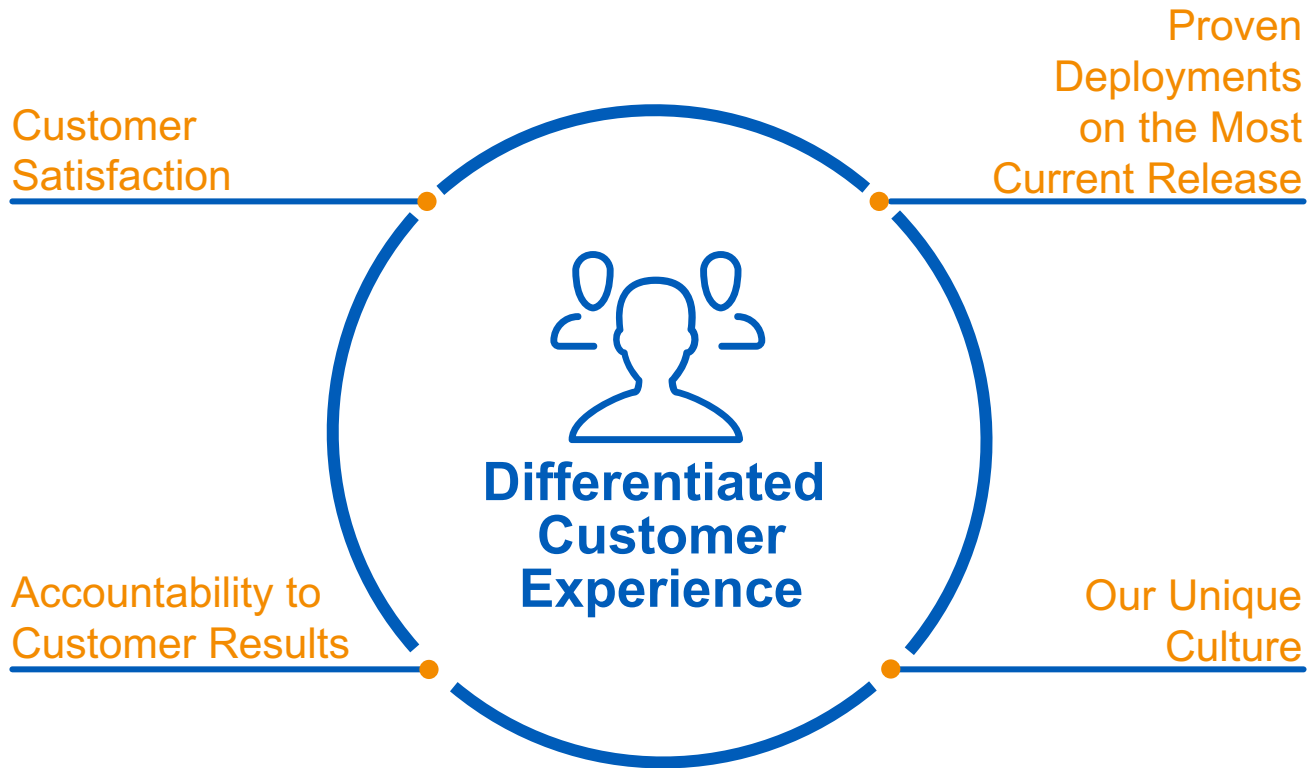 Customer
Satisfaction
Proven
Deployments
on the Most
Current Release
Differentiated
Customer
Experience
Accountability to
Customer Results
Our Unique
Culture